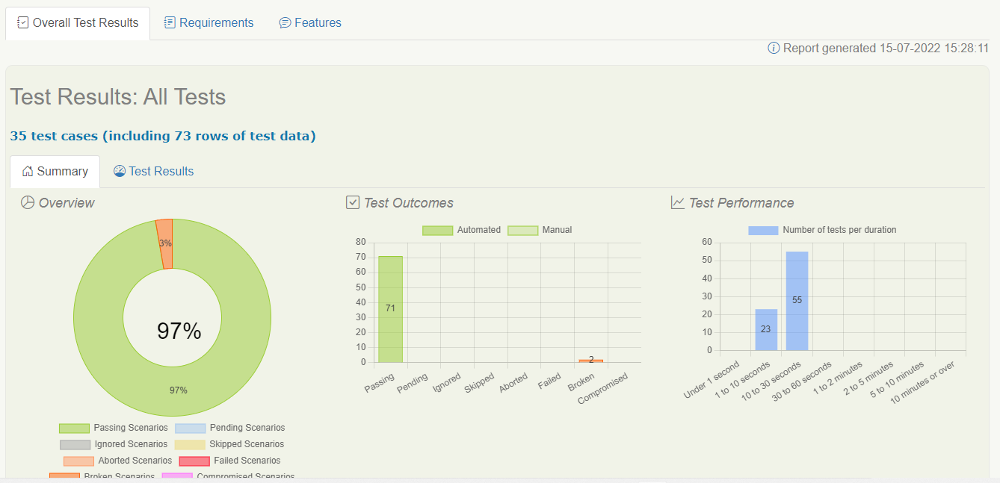 Overall Test Results Requirements Features
Report generated 15-07-2022 15:28:11
Test Results: All Tests
35 test cases (including 73 rows of test data)
Summary Test Results
Overview
3%
97%
97%
Passing Scenarios Pending Scenarios
Ignored Scenarios Skipped Scenarios
Aborted Scenarios Failed Scenarios
Broken Scenarios Compromised Scenarios
Test Outcomes
Automated Manual
80
70
60
50
40
30
20
10
0
71
2
Passing
Pending
Ignored
Skipped
Aborted
Failed
Broken
Compromised
Test Performance
Number of tests per duration
60
50
40
30
20
10
0
23
55
Under 1 second
1 to 10 seconds
10 to 30 seconds
30 to 60 seconds
1 to 2 minutes
2 to 5 minutes
5 to 10 minutes
10 minutes or over